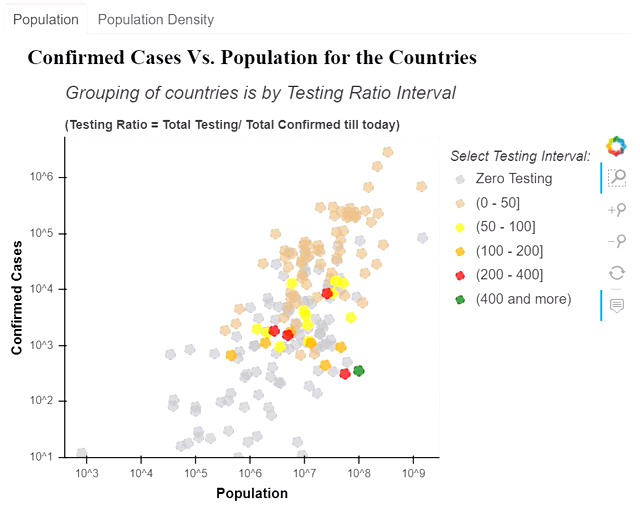 Population Population Density
Confirmed Cases Vs. Population for the Countries
Grouping of countries is by Testing Ratio Interval
(Testing Ratio = Total Testing/ Total Confirmed till today)
Select Testing Interval:
Zero Testing
(0 - 50]
(50 - 100]
(100 - 200]
(200 - 400]
(400 and more)
Confirmed Cases
10^6
10^5
10^4
10^3
10^2
10^1
10^3 10^4 10^5 10^6 10^7 10^8 10^9
Population